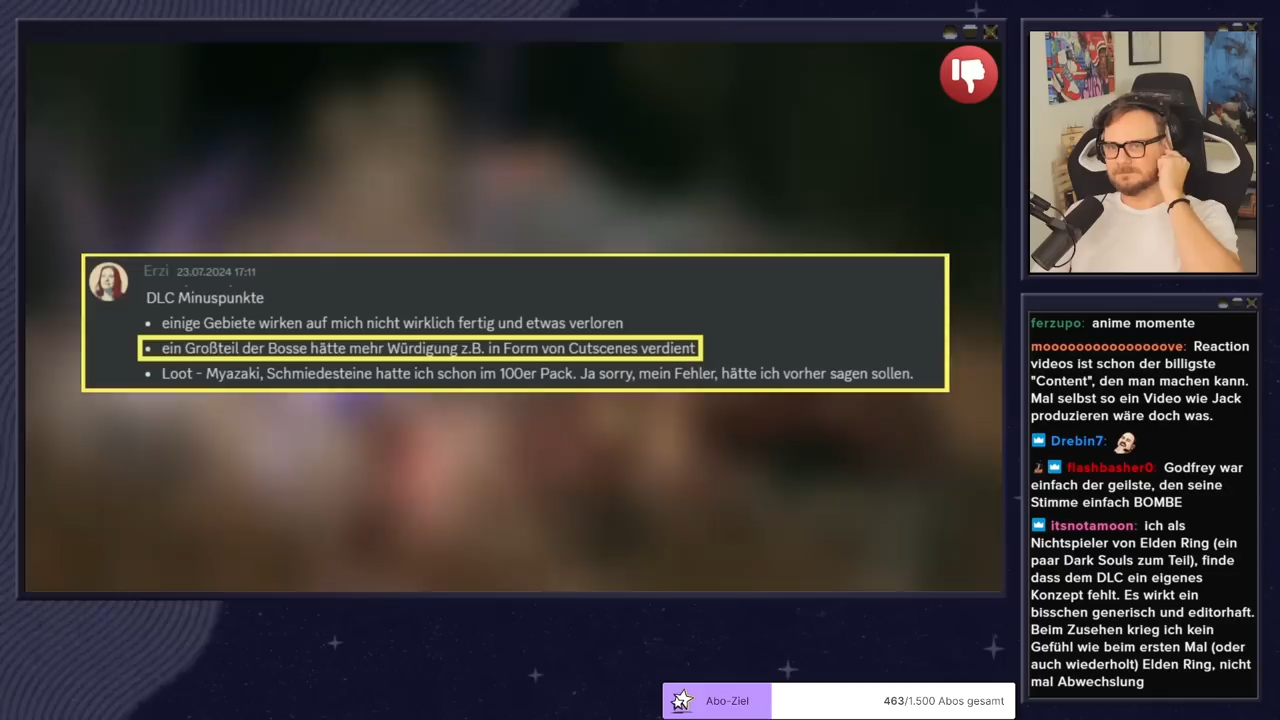 Erzi 23.07.2024 17:11
DLC Minuspunkte
• einige Gebiete wirken auf mich nicht wirklich fertig und etwas verloren
• ein Großteil der Bosse hätte mehr Würdigung z.B. in Form von Cutscenes verdient
• Loot - Myazaki, Schmiedesteine hatte ich schon im 100er Pack. Ja sorry, mein Fehler, hätte ich vorher sagen sollen.
ferzupo: anime momente
mooooooooooooooove: Reaction
videos ist schon der billigste
"Content", den man machen kann.
Mal selbst so ein Video wie Jack
produzieren wäre doch was.
Drebin7:
flashbasher0: Godfrey war
einfach der geilste, den seine
Stimme einfach BOMBE
itsnotamoon: ich als
Nichtspieler von Elden Ring (ein
paar Dark Souls zum Teil), finde
dass dem DLC ein eigenes
Konzept fehlt. Es wirkt ein
bisschen generisch und editorhaft.
Beim Zusehen krieg ich kein
Gefühl wie beim ersten Mal (oder
auch wiederholt) Elden Ring, nicht
mal Abwechslung
Abo-Ziel
463/1.500 Abos gesamt